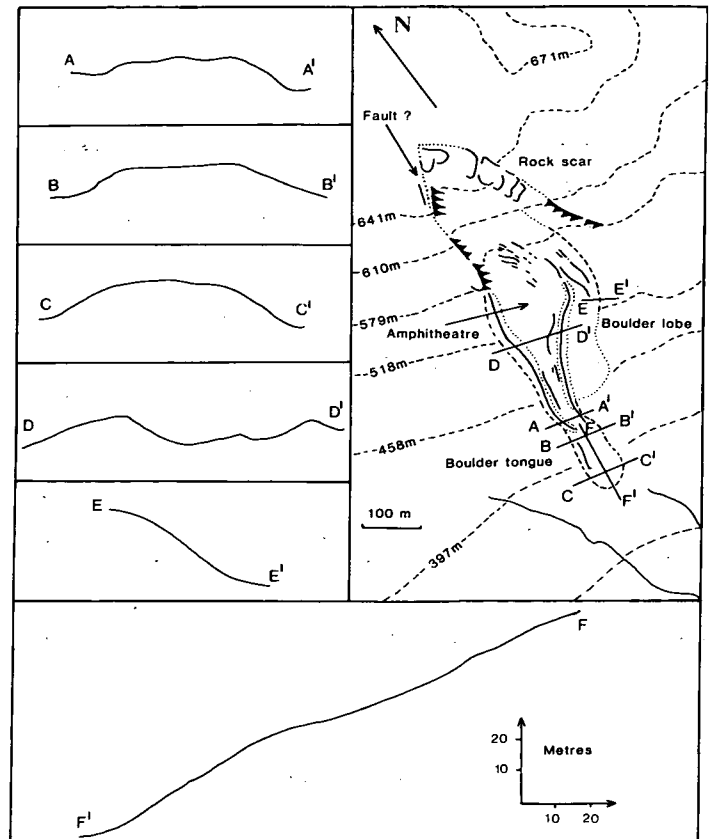 A A'
B B'
C C'
D D'
E E'
N
671m
Fault ?
Rock scar
641m
610m
E'
E
579m
Boulder lobe
Amphitheatre
D'
D
518m
A'
A
F
B'
B
458m
Boulder tongue
C'
C
F'
100 m
397m
F
F'
20
10
Metres
10 20